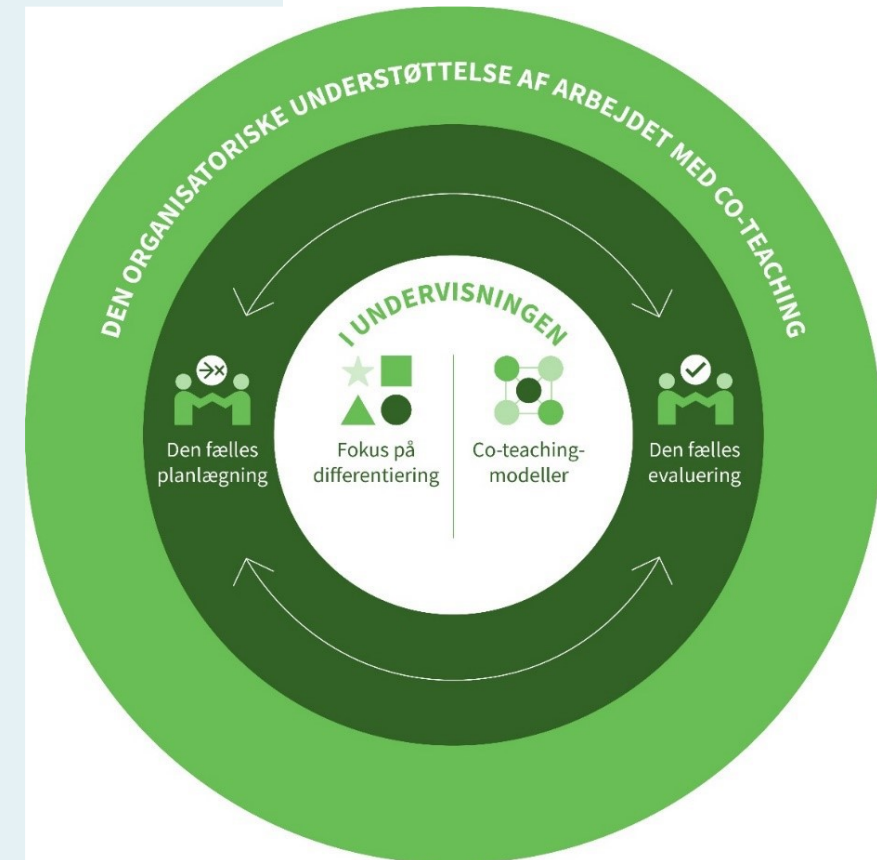 DEN ORGANISATORISKE UNDERSTØTTELSE AF ARBEJDET MED CO-TEACHING
I UNDERVISNINGEN
Den fælles
planlægning
Fokus på
differentiering
Co-teaching-
modeller
Den fælles
evaluering